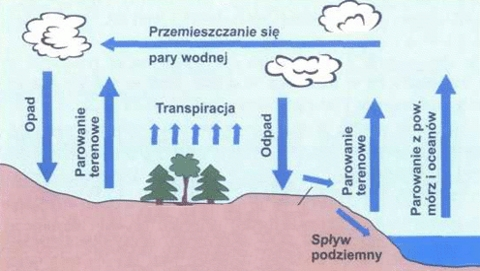 Przemieszczanie się
pary wodnej
Opad
Parowanie
terenowe
Transpiracja
Odpad
Parowanie
terenowe
Parowanie z pow.
mórz i oceanów
Spływ
podziemny